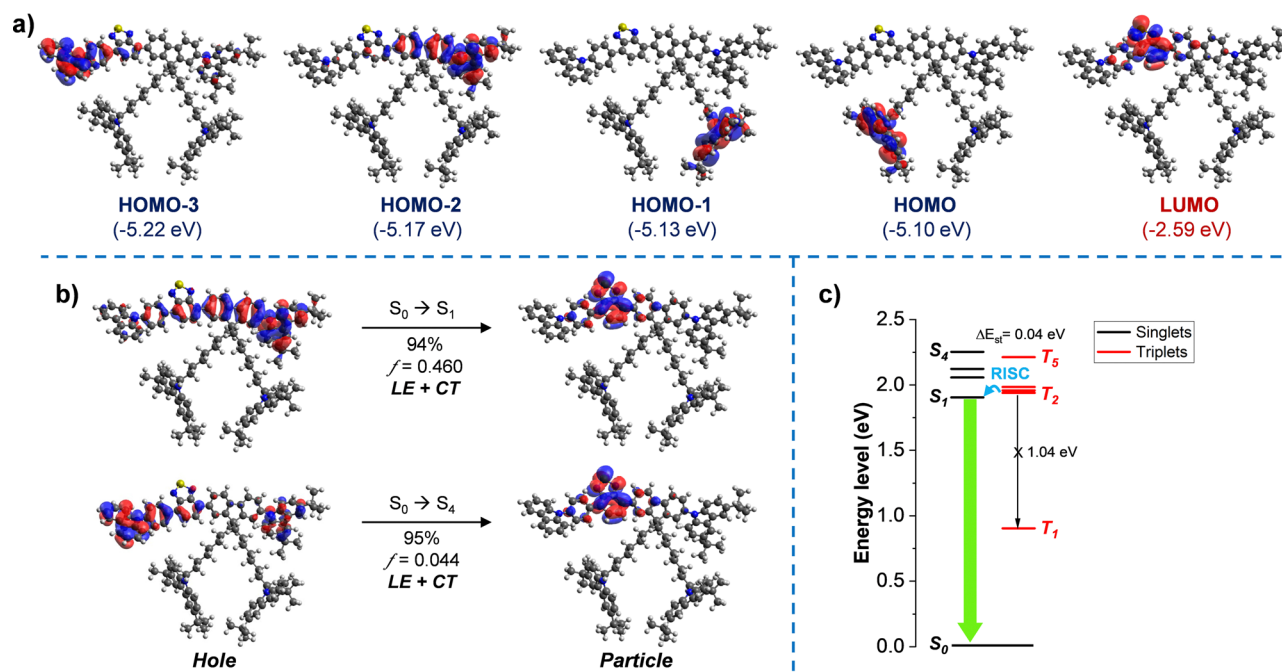 a)
HOMO-3
(-5.22 eV)
HOMO-2
(-5.17 eV)
HOMO-1
(-5.13 eV)
HOMO
(-5.10 eV)
LUMO
(-2.59 eV)
b)
S₀ → S₁
94%
f = 0.460
LE + CT
S₀ → S₄
95%
f = 0.044
LE + CT
Hole
Particle
c)
Energy level (eV)
2.5
2.0
1.5
1.0
0.5
0.0
ΔEst= 0.04 eV
Singlets
Triplets
S₄
T₅
RISC
S₁
T₂
X 1.04 eV
T₁
S₀